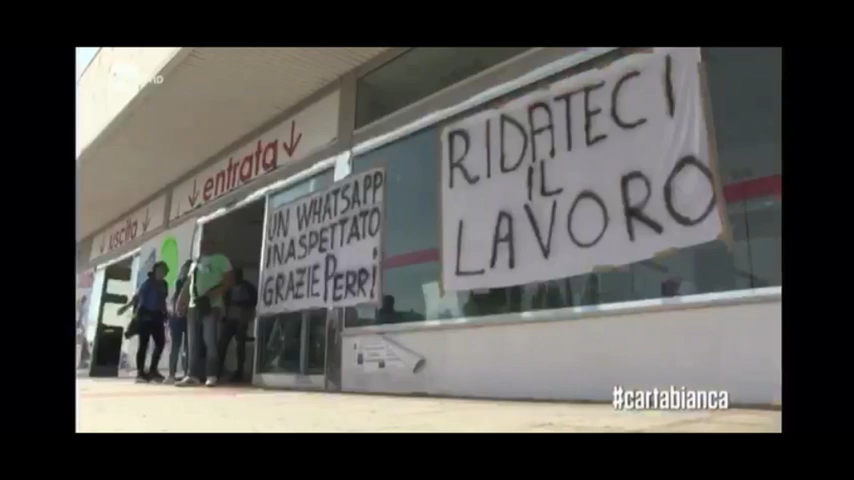 uscita
entrata
UN WHATSAPP
INASPETTATO
GRAZIE PERRI
RIDATECI
IL
LAVORO
#cartabianca